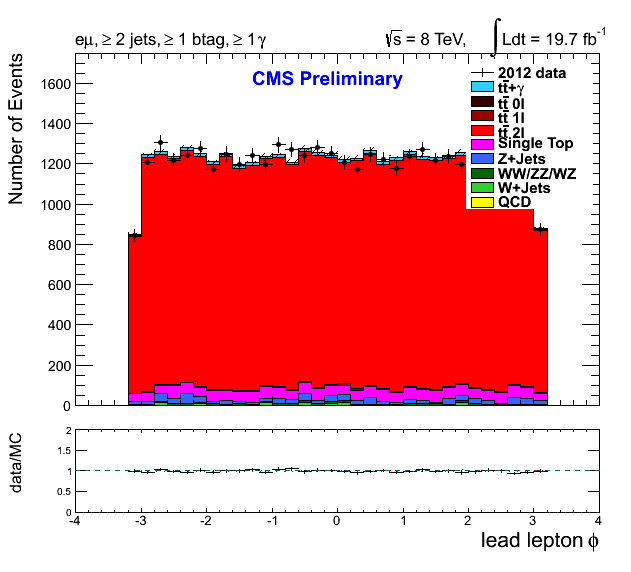 eμ, ≥ 2 jets, ≥ 1 btag, ≥ 1 γ √s = 8 TeV, ∫ Ldt = 19.7 fb⁻¹
CMS Preliminary
Number of Events
1600
1400
1200
1000
800
600
400
200
0
2012 data
tt̄+γ
tt̄ 0l
tt̄ 1l
tt̄ 2l
Single Top
Z+Jets
WW/ZZ/WZ
W+Jets
QCD
data/MC
2
1.5
1
0.5
0
-4 -3 -2 -1 0 1 2 3 4
lead lepton ϕ